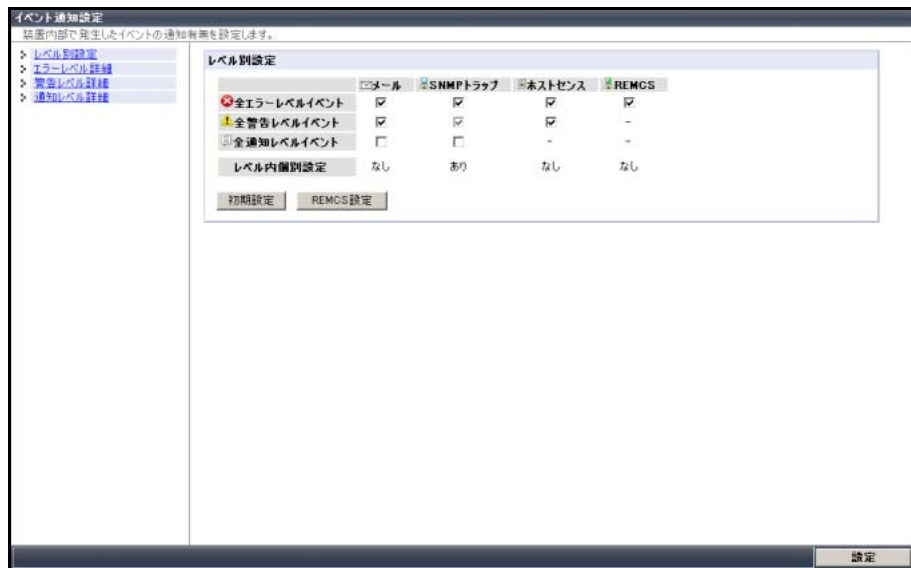 イベント通知設定
装置内部で発生したイベントの通知有無を設定します。
レベル別設定
エラーレベル詳細
警告レベル詳細
通知レベル詳細
レベル別設定
メール SNMPトラップ ホストセンス REMCS
全エラーレベルイベント
全警告レベルイベント -
全通知レベルイベント - -
レベル内個別設定 なし あり なし なし
初期設定 REMCS設定
設定